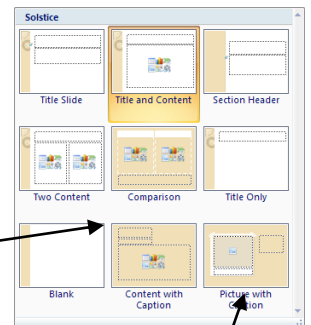 Solstice
Title Slide
Title and Content
Section Header
Two Content
Comparison
Title Only
Blank
Content with
Caption
Picture with
Caption